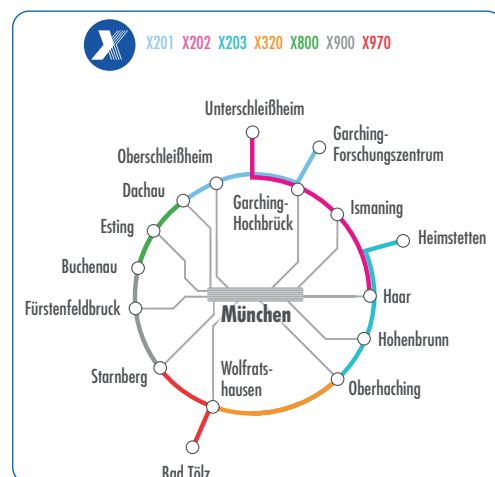 X
X201 X202 X203 X320 X800 X900 X970
Unterschleißheim
Garching-
Forschungszentrum
Oberschleißheim
Dachau
Garching-
Hochbrück
Ismaning
Esting
Heimstetten
Buchenau
Haar
Fürstenfeldbruck
München
Hohenbrunn
Starnberg
Wolfrats-
hausen
Oberhaching
Bad Tölz